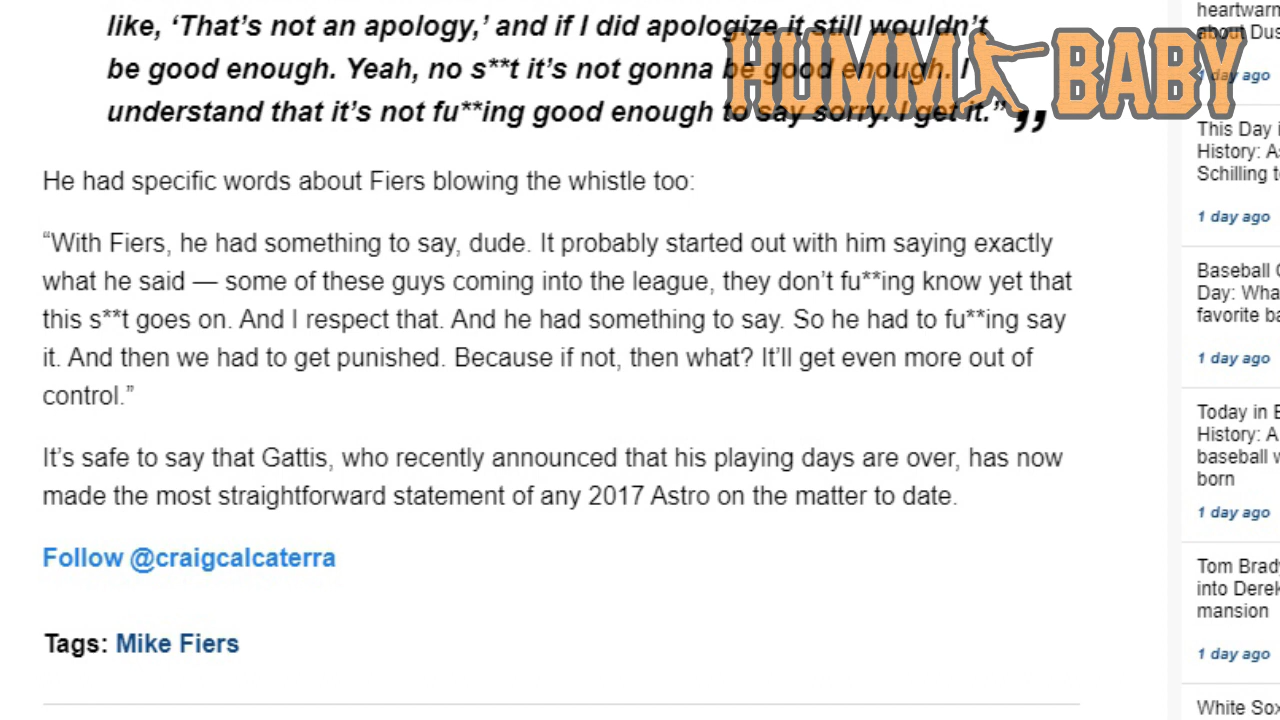 like, ‘That’s not an apology,’ and if I did apologize it still wouldn’t
be good enough. Yeah, no s**t it’s not gonna be good enough. I
understand that it’s not fu**ing good enough to say sorry. I get it.”
HUMM BABY
He had specific words about Fiers blowing the whistle too:
“With Fiers, he had something to say, dude. It probably started out with him saying exactly
what he said — some of these guys coming into the league, they don’t fu**ing know yet that
this s**t goes on. And I respect that. And he had something to say. So he had to fu**ing say
it. And then we had to get punished. Because if not, then what? It’ll get even more out of
control.”
It’s safe to say that Gattis, who recently announced that his playing days are over, has now
made the most straightforward statement of any 2017 Astro on the matter to date.
Follow @craigcalcaterra
Tags: Mike Fiers
heartwarm
about Dus
1 day ago
This Day i
History: A
Schilling t
1 day ago
Baseball
Day: Wha
favorite ba
1 day ago
Today in
History: A
baseball w
born
1 day ago
Tom Brady
into Derek
mansion
1 day ago
White Sox